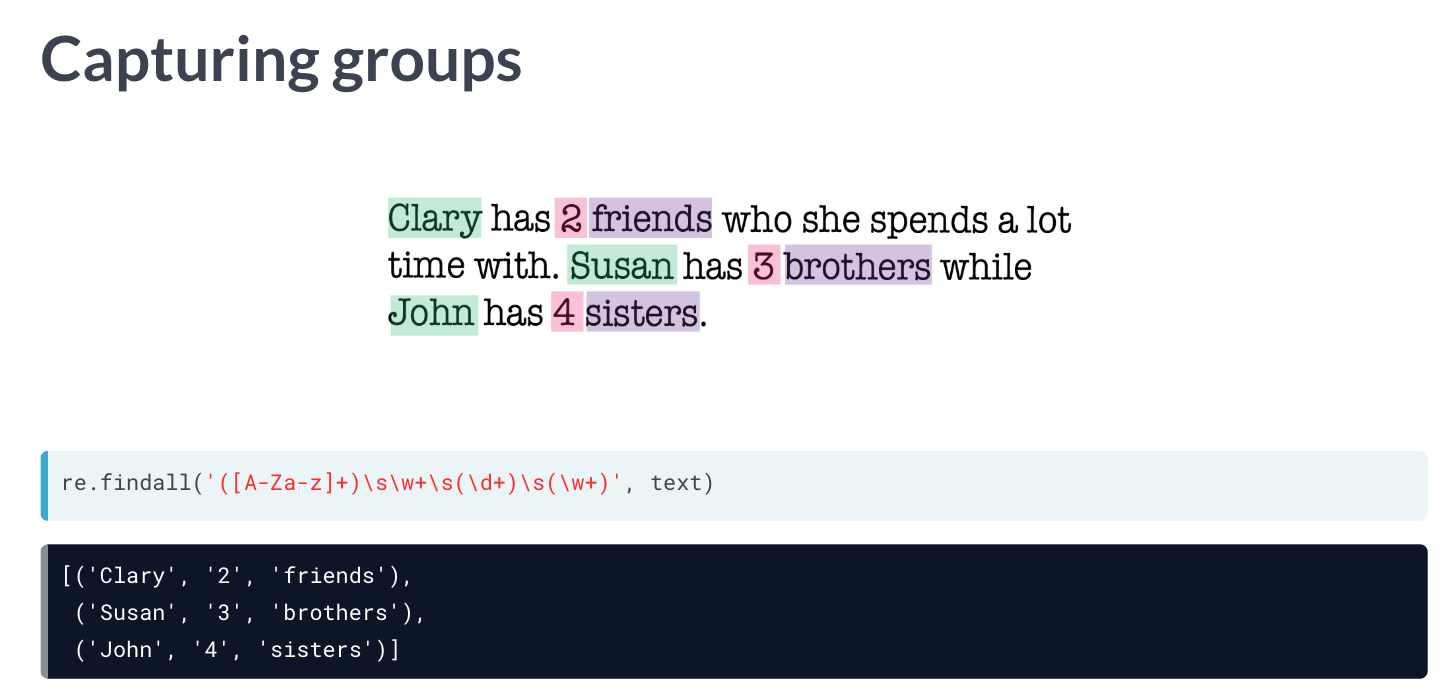 Capturing groups
Clary has 2 friends who she spends a lot
time with. Susan has 3 brothers while
John has 4 sisters.
re.findall('([A-Za-z]+)\s\w+\s(\d+)\s(\w+)', text)
[('Clary', '2', 'friends'),
('Susan', '3', 'brothers'),
('John', '4', 'sisters')]